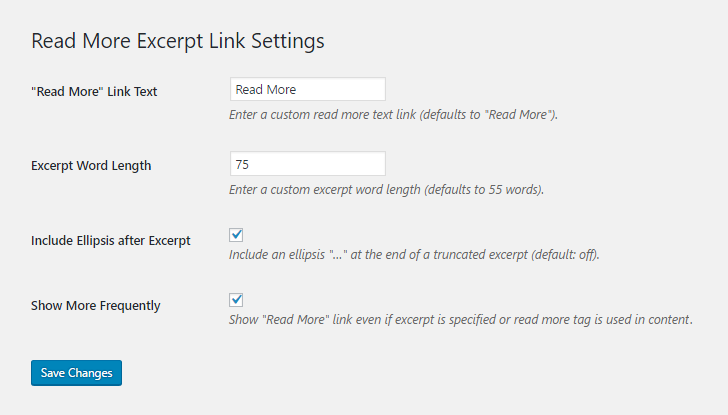 Read More Excerpt Link Settings
"Read More" Link Text
Read More
Enter a custom read more text link (defaults to "Read More").
Excerpt Word Length
75
Enter a custom excerpt word length (defaults to 55 words).
Include Ellipsis after Excerpt
Include an ellipsis "..." at the end of a truncated excerpt (default: off).
Show More Frequently
Show "Read More" link even if excerpt is specified or read more tag is used in content.
Save Changes